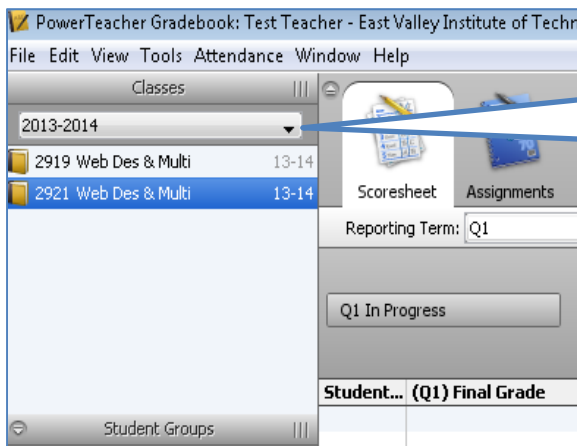 PowerTeacher Gradebook: Test Teacher - East Valley Institute of Techn
File Edit View Tools Attendance Window Help
Classes
2013-2014
2919 Web Des & Multi 13-14
2921 Web Des & Multi 13-14
Scoresheet Assignments
Reporting Term: Q1
Q1 In Progress
Student... (Q1) Final Grade
Student Groups